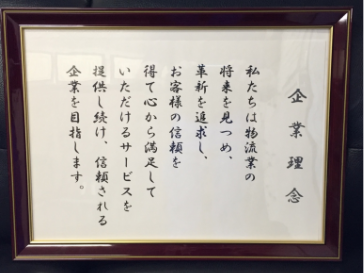 企業理念
私たちは物流業の
将来を見つめ、
革新を追求し、
お客様の信頼を
得て心から満足して
いただけるサービスを
提供し続け、信頼される
企業を目指します。